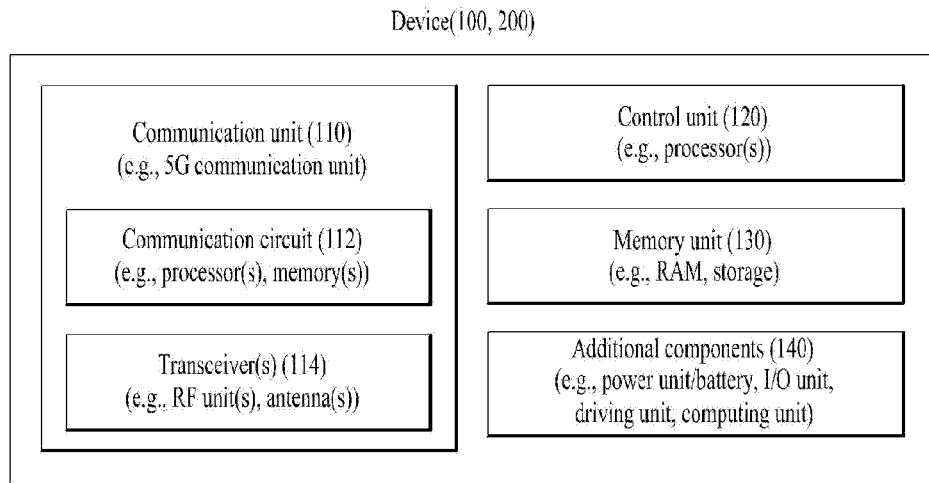 Device(100, 200)
Communication unit (110)
(e.g., 5G communication unit)
Communication circuit (112)
(e.g., processor(s), memory(s))
Transceiver(s) (114)
(e.g., RF unit(s), antenna(s))
Control unit (120)
(e.g., processor(s))
Memory unit (130)
(e.g., RAM, storage)
Additional components (140)
(e.g., power unit/battery, I/O unit,
driving unit, computing unit)